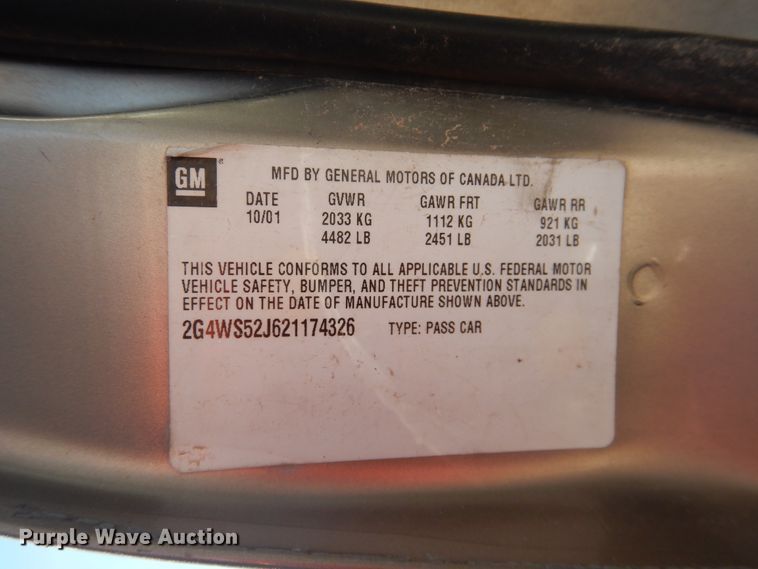 GM
MFD BY GENERAL MOTORS OF CANADA LTD.
DATE GVWR GAWR FRT GAWR RR
10/01 2033 KG 1112 KG 921 KG
4482 LB 2451 LB 2031 LB
THIS VEHICLE CONFORMS TO ALL APPLICABLE U.S. FEDERAL MOTOR
VEHICLE SAFETY, BUMPER, AND THEFT PREVENTION STANDARDS IN
EFFECT ON THE DATE OF MANUFACTURE SHOWN ABOVE.
2G4WS52J621174326 TYPE: PASS CAR
Purple Wave Auction®